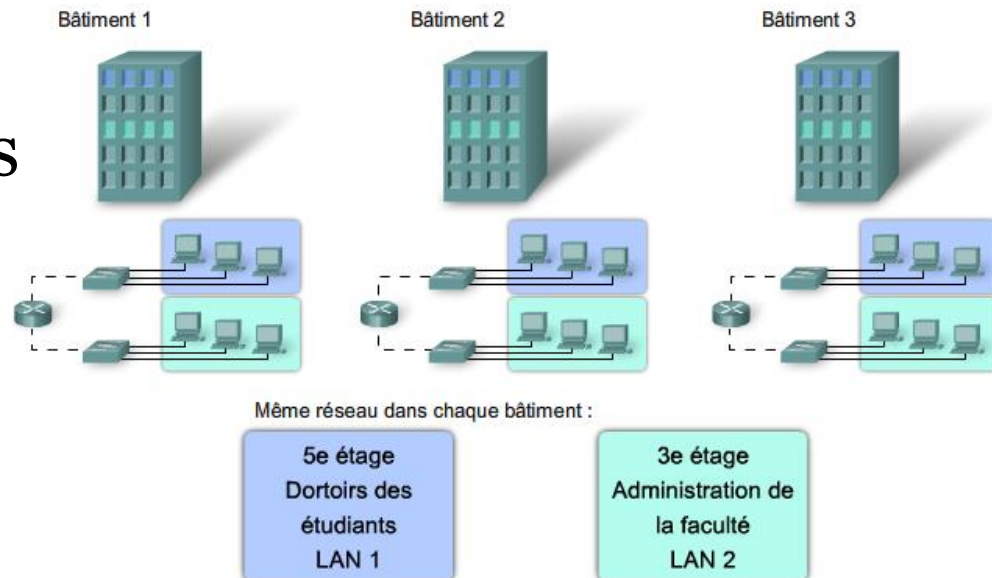 Bâtiment 1
Bâtiment 2
Bâtiment 3
s
Même réseau dans chaque bâtiment :
5e étage
Dortoirs des
étudiants
LAN 1
3e étage
Administration de
la faculté
LAN 2